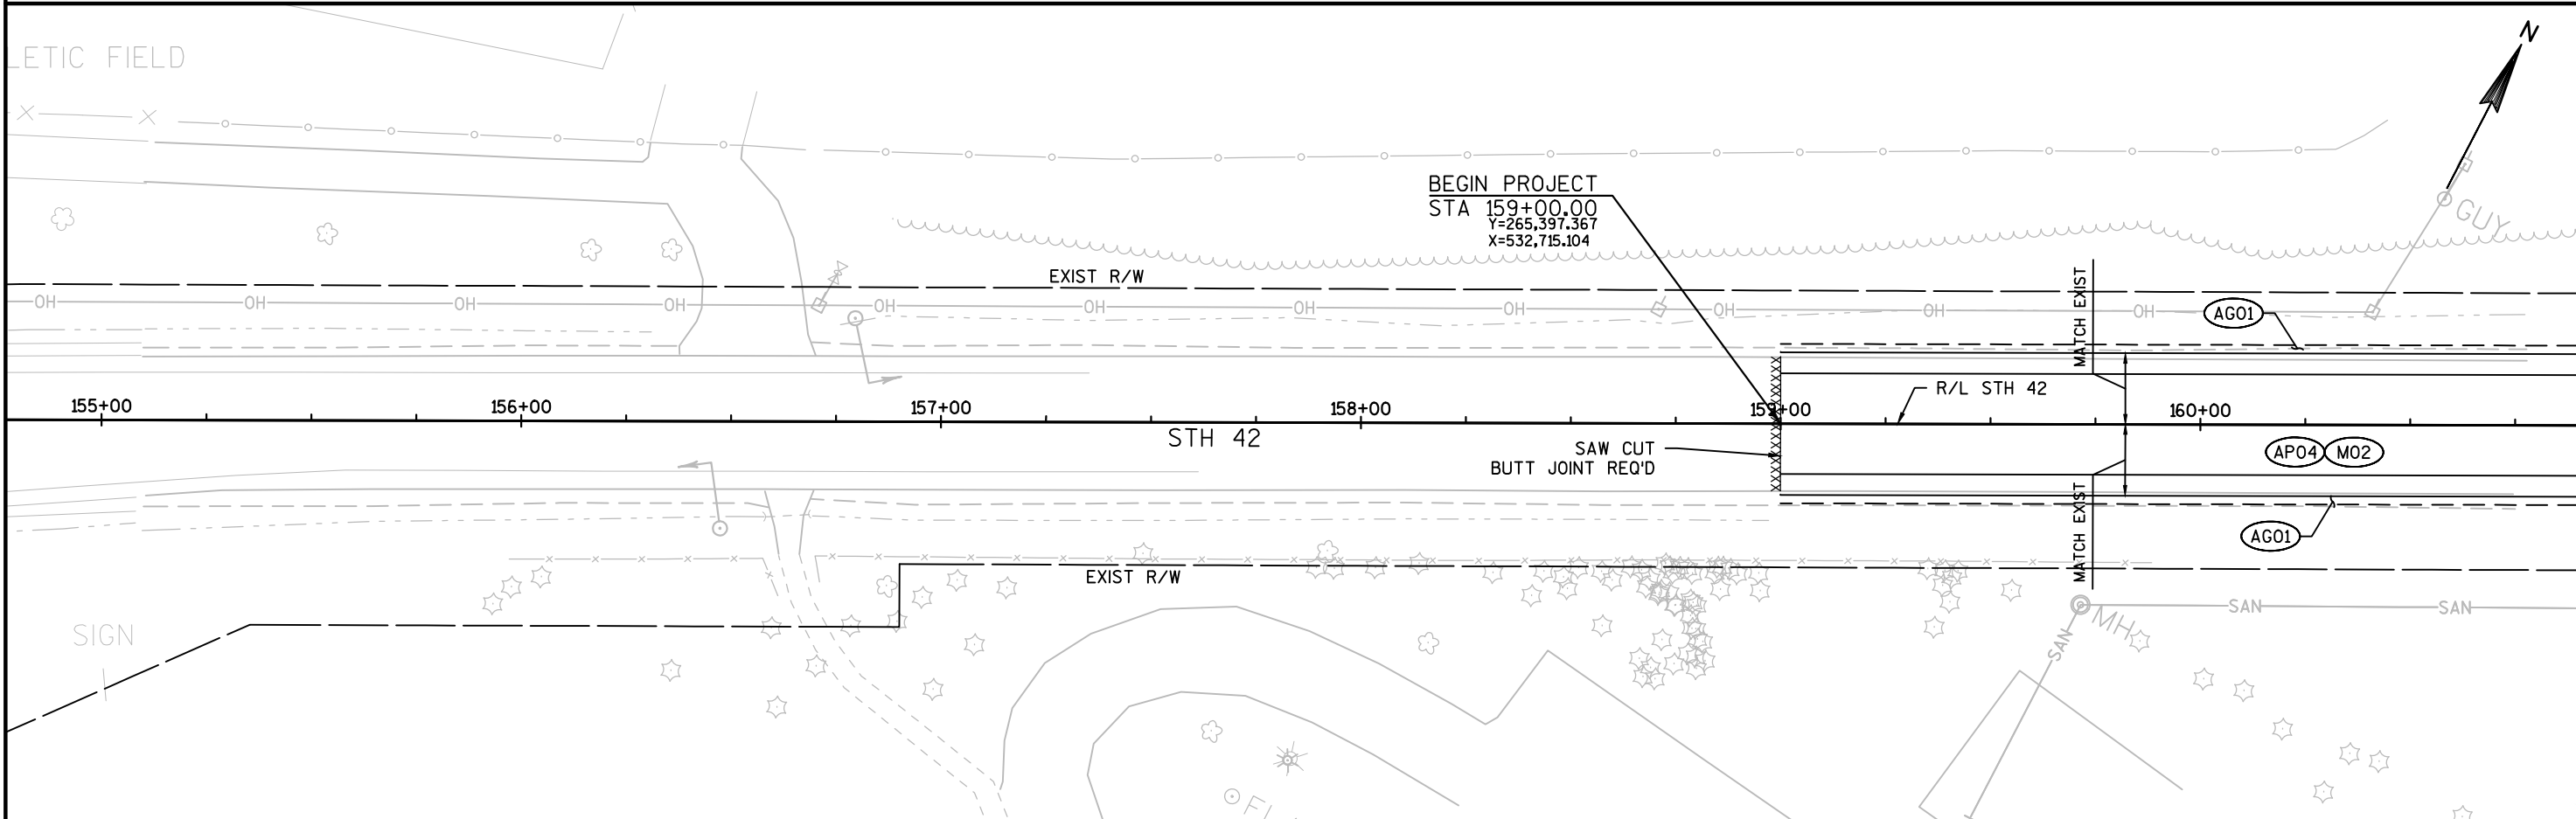 N
LETIC FIELD
BEGIN PROJECT
STA 159+00.00
Y=265,397.367
X=532,715.104
GUY
EXIST R/W
MATCH EXIST
OH OH OH OH OH OH OH OH OH OH OH
AG01
R/L STH 42
155+00 156+00 157+00 158+00 159+00 160+00
STH 42
SAW CUT
BUTT JOINT REQ'D
AP04 M02
MATCH EXIST
AG01
EXIST R/W
SIGN
MH
SAN SAN
SAN